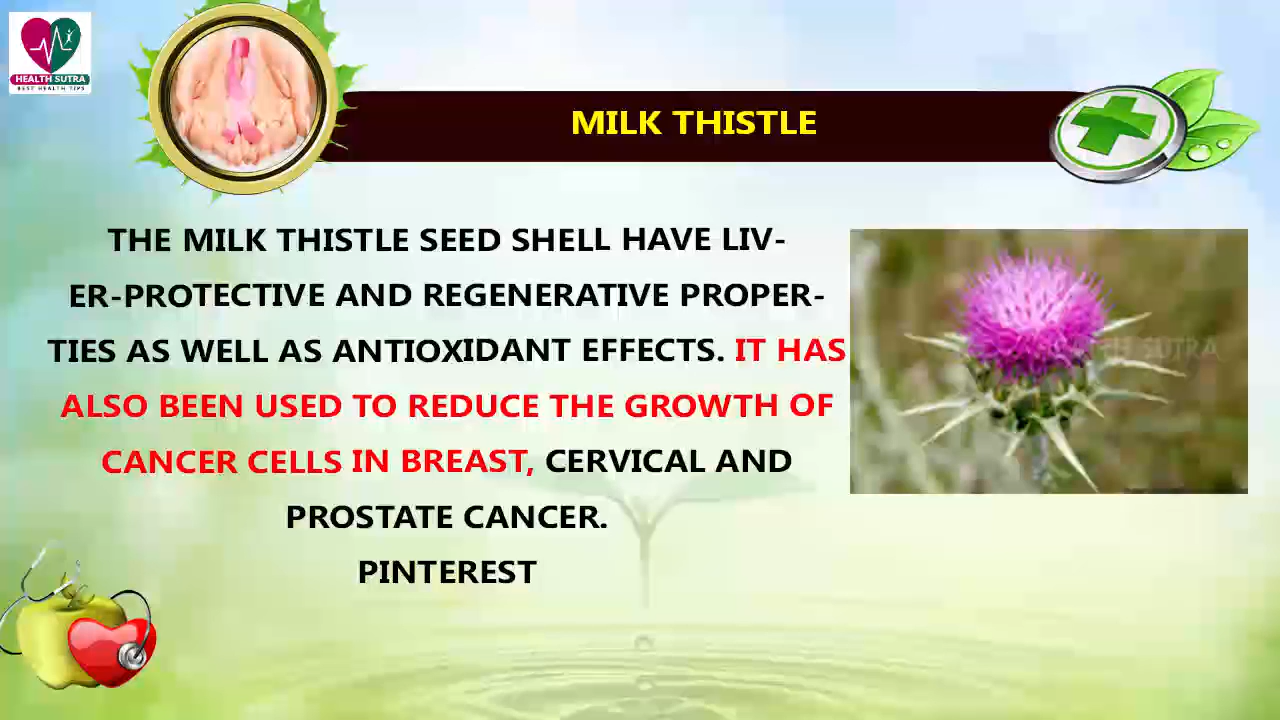 HEALTH SUTRA
BEST HEALTH TIPS
MILK THISTLE
THE MILK THISTLE SEED SHELL HAVE LIV-
ER-PROTECTIVE AND REGENERATIVE PROPER-
TIES AS WELL AS ANTIOXIDANT EFFECTS. IT HAS
ALSO BEEN USED TO REDUCE THE GROWTH OF
CANCER CELLS IN BREAST, CERVICAL AND
PROSTATE CANCER.
PINTEREST
HEALTH SUTRA